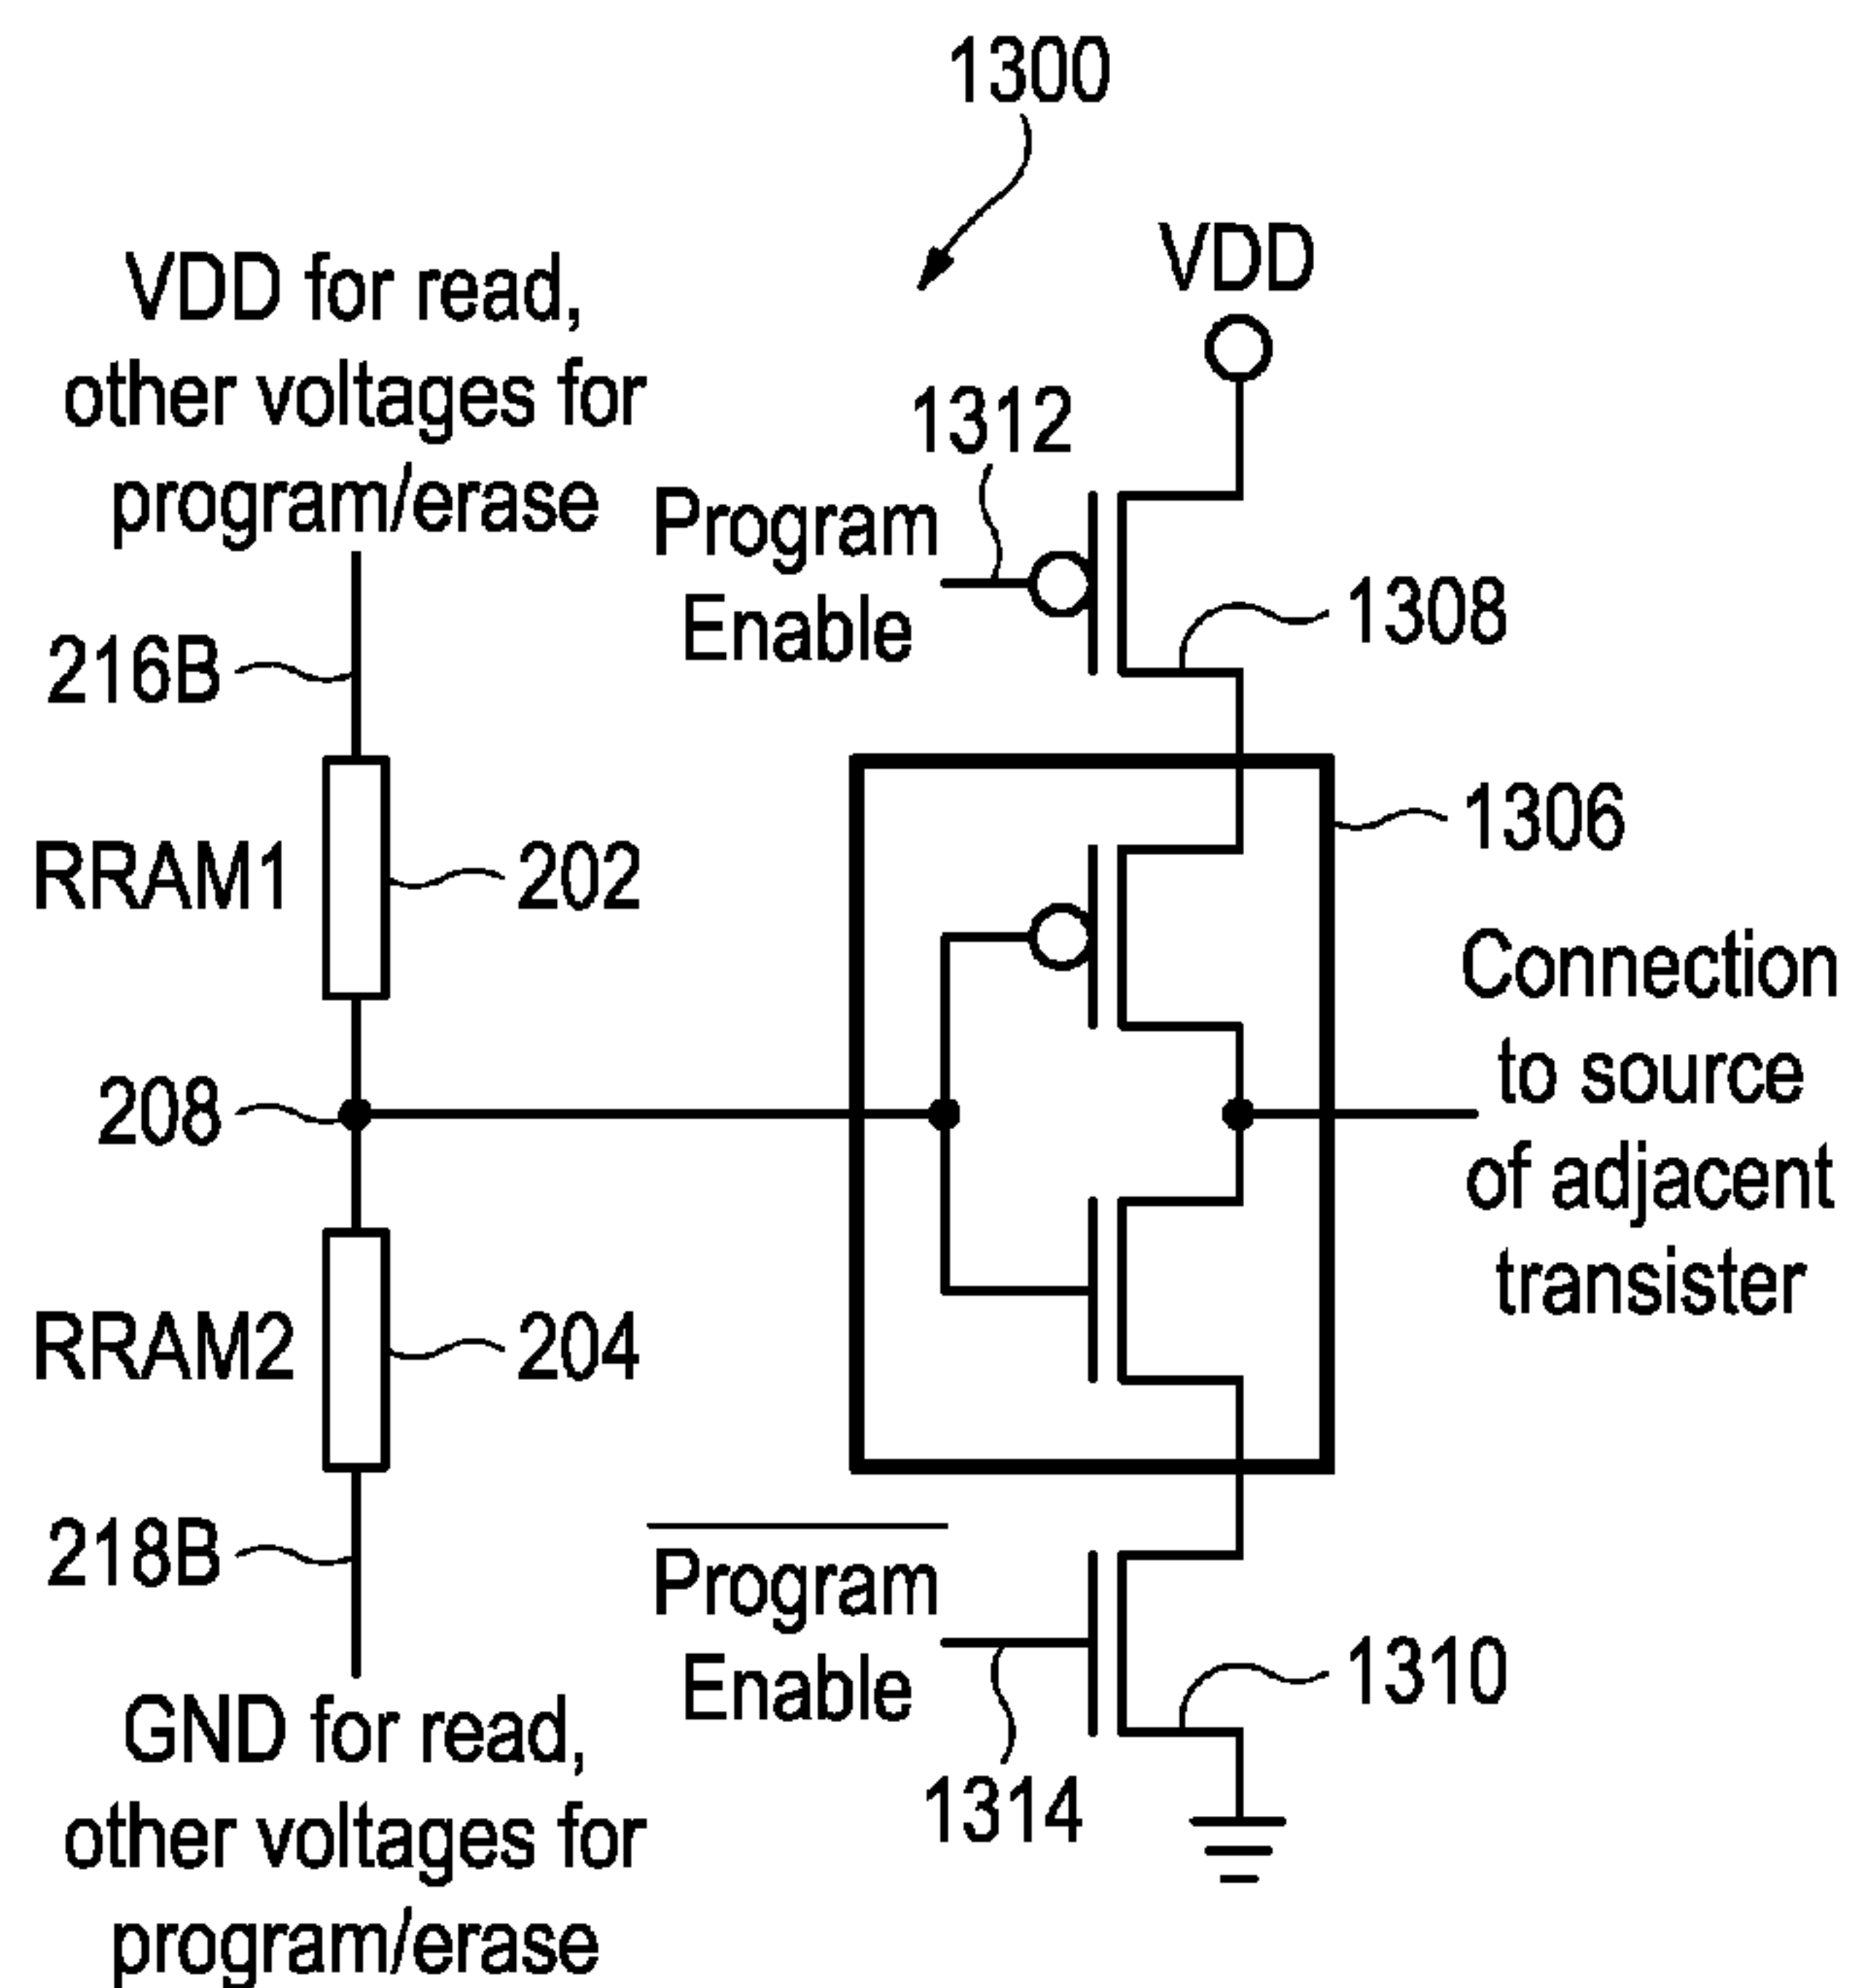 1300
VDD
VDD for read,
other voltages for
program/erase
1312
Program
Enable
1308
216B
1306
RRAM1
202
Connection
to source
of adjacent
transister
208
RRAM2
204
218B
Program
Enable
1310
1314
GND for read,
other voltages for
program/erase